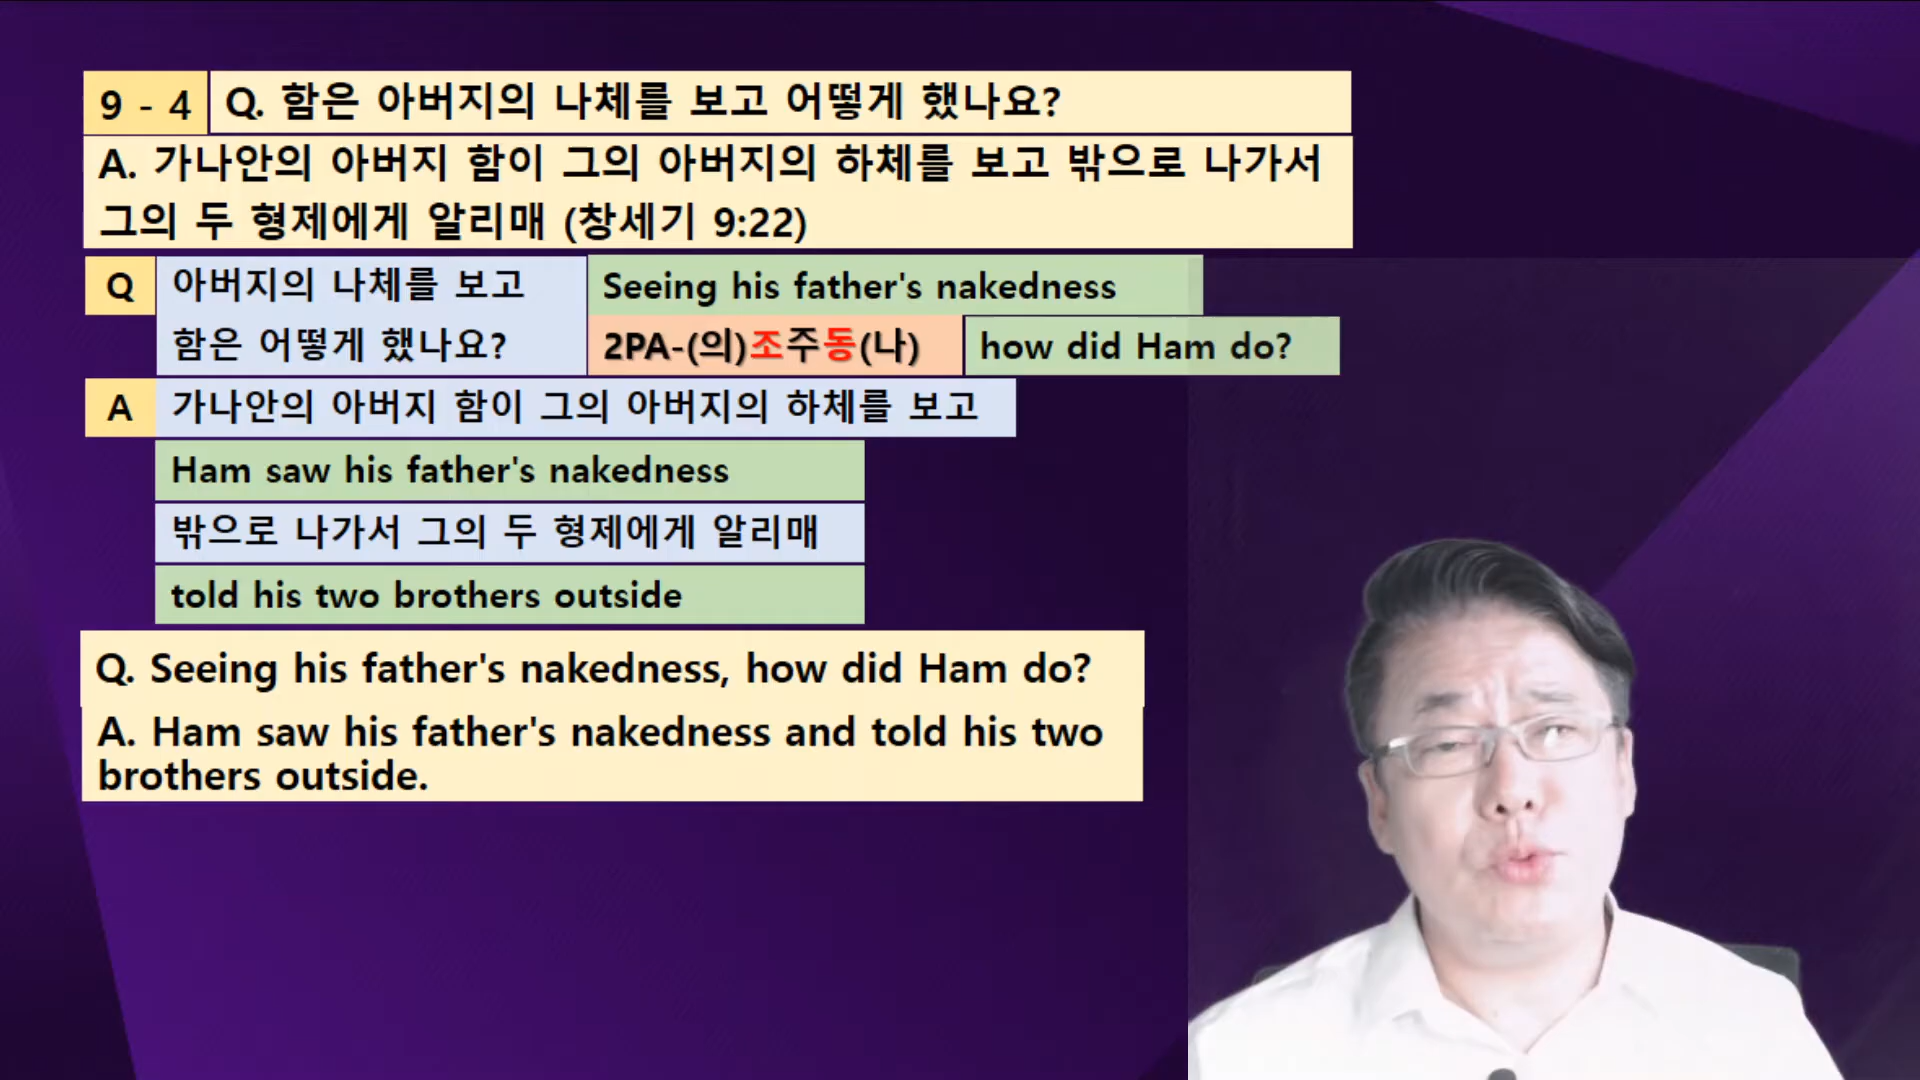 9 - 4 Q. 함은 아버지의 나체를 보고 어떻게 했나요?
A. 가나안의 아버지 함이 그의 아버지의 하체를 보고 밖으로 나가서
그의 두 형제에게 알리매 (창세기 9:22)
Q 아버지의 나체를 보고 Seeing his father's nakedness
함은 어떻게 했나요? 2PA-(의)조주동(나) how did Ham do?
A 가나안의 아버지 함이 그의 아버지의 하체를 보고
Ham saw his father's nakedness
밖으로 나가서 그의 두 형제에게 알리매
told his two brothers outside
Q. Seeing his father's nakedness, how did Ham do?
A. Ham saw his father's nakedness and told his two
brothers outside.